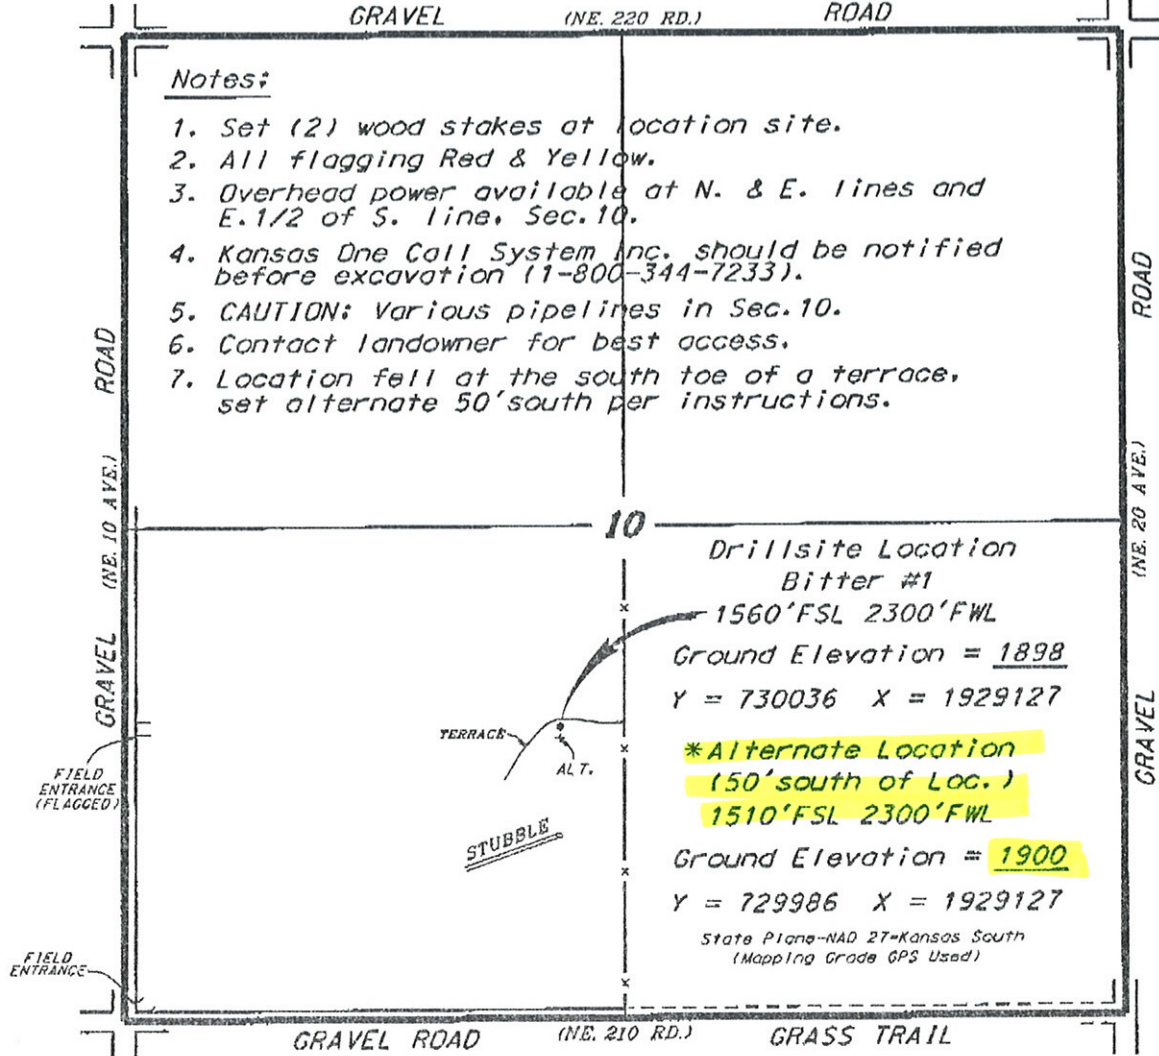 GRAVEL (NE. 220 RD.) ROAD
Notes:
1. Set (2) wood stakes at location site.
2. All flagging Red & Yellow.
3. Overhead power available at N. & E. lines and
E.1/2 of S. line. Sec.10.
4. Kansas One Call System Inc. should be notified
before excavation (1-800-344-7233).
5. CAUTION: Various pipelines in Sec.10.
6. Contact landowner for best access.
7. Location fell at the south toe of a terrace,
set alternate 50'south per instructions.
GRAVEL (NE. 10 AVE.) ROAD
GRAVEL (NE. 20 AVE.) ROAD
10
Drillsite Location
Bitter #1
1560'FSL 2300'FWL
Ground Elevation = 1898
Y = 730036 X = 1929127
*Alternate Location
(50'south of Loc.)
1510'FSL 2300'FWL
Ground Elevation = 1900
Y = 729986 X = 1929127
State Plane-NAD 27-Kansas South
(Mapping Grade GPS Used)
TERRACE
ALT.
STUBBLE
FIELD
ENTRANCE
(FLAGGED)
FIELD
ENTRANCE
GRAVEL ROAD (NE. 210 RD.) GRASS TRAIL